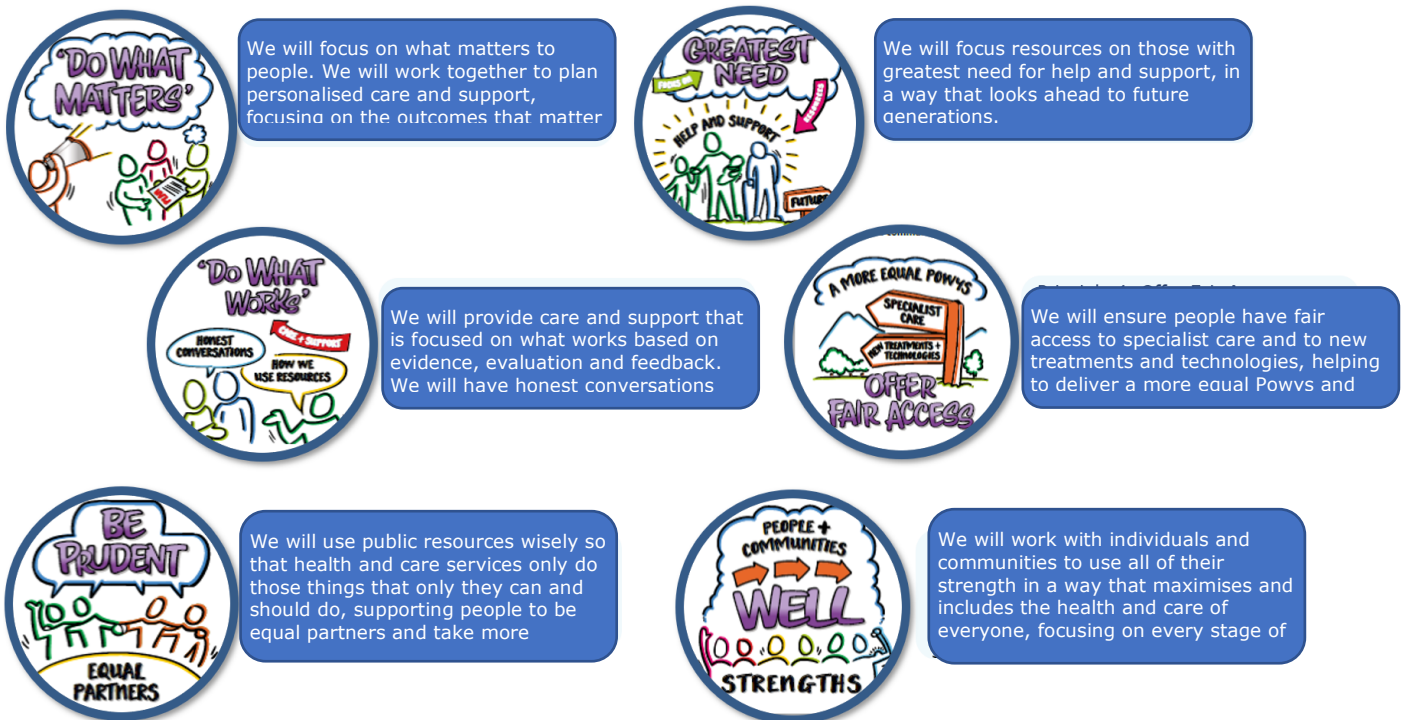 'DO WHAT
MATTERS'
PLAN
We will focus on what matters to
people. We will work together to plan
personalised care and support,
focusing on the outcomes that matter
GREATEST
NEED
FOCUS ON
RESOURCES
HELP AND SUPPORT
FUTURE
We will focus resources on those with
greatest need for help and support, in
a way that looks ahead to future
generations.
'DO WHAT
WORKS'
CARE + SUPPORT
HONEST
CONVERSATIONS
HOW WE
USE RESOURCES
We will provide care and support that
is focused on what works based on
evidence, evaluation and feedback.
We will have honest conversations
A MORE EQUAL POWYS
SPECIALIST
CARE
NEW TREATMENTS +
TECHNOLOGIES
OFFER
FAIR ACCESS
We will ensure people have fair
access to specialist care and to new
treatments and technologies, helping
to deliver a more equal Powys and
BE
PRUDENT
EQUAL
PARTNERS
We will use public resources wisely so
that health and care services only do
those things that only they can and
should do, supporting people to be
equal partners and take more
PEOPLE +
COMMUNITIES
WELL
STRENGTHS
We will work with individuals and
communities to use all of their
strength in a way that maximises and
includes the health and care of
everyone, focusing on every stage of